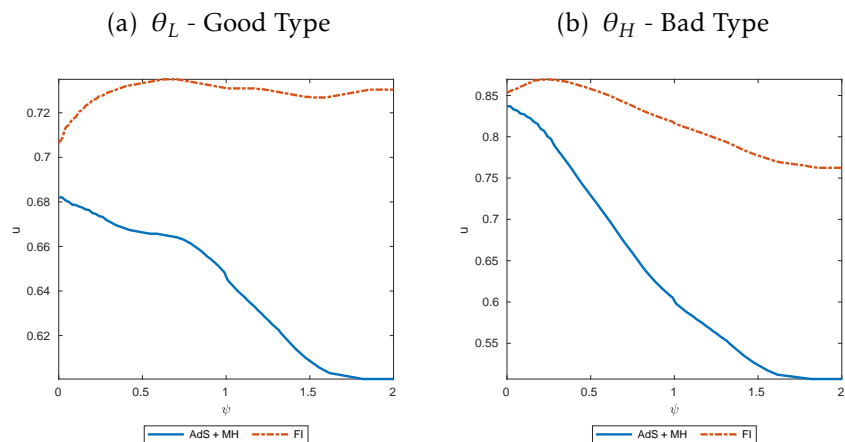 (a) θ_L - Good Type
0.72
0.7
0.68
0.66
0.64
0.62
u
0 0.5 1 1.5 2
ψ
AdS + MH FI
(b) θ_H - Bad Type
0.85
0.8
0.75
0.7
0.65
0.6
0.55
u
0 0.5 1 1.5 2
ψ
AdS + MH FI